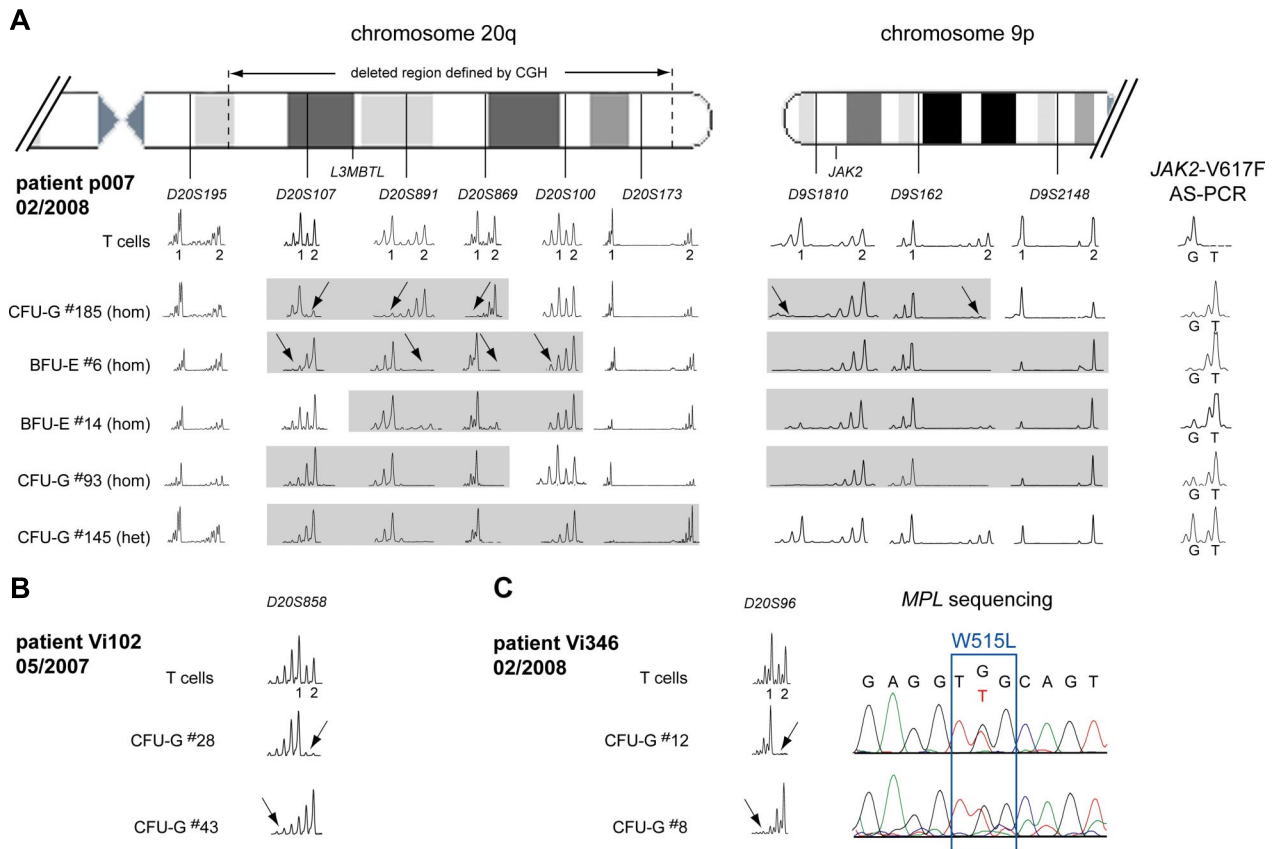 A
chromosome 20q
chromosome 9p
deleted region defined by CGH
L3MBTL
JAK2
patient p007
02/2008
D20S195
D20S107
D20S891
D20S869
D20S100
D20S173
D9S1810
D9S162
D9S2148
JAK2-V617F
AS-PCR
T cells
1 2 1 2 1 2 1 2 1 2 1 2 1 2 1 2 1 2 G T
CFU-G #185 (hom)
G T
BFU-E #6 (hom)
G T
BFU-E #14 (hom)
G T
CFU-G #93 (hom)
G T
CFU-G #145 (het)
G T
B
D20S858
patient Vi102
05/2007
T cells
1 2
CFU-G #28
CFU-G #43
C
D20S96
MPL sequencing
patient Vi346
02/2008
W515L
T cells
1 2
G A G G T G G C A G T
T
CFU-G #12
CFU-G #8